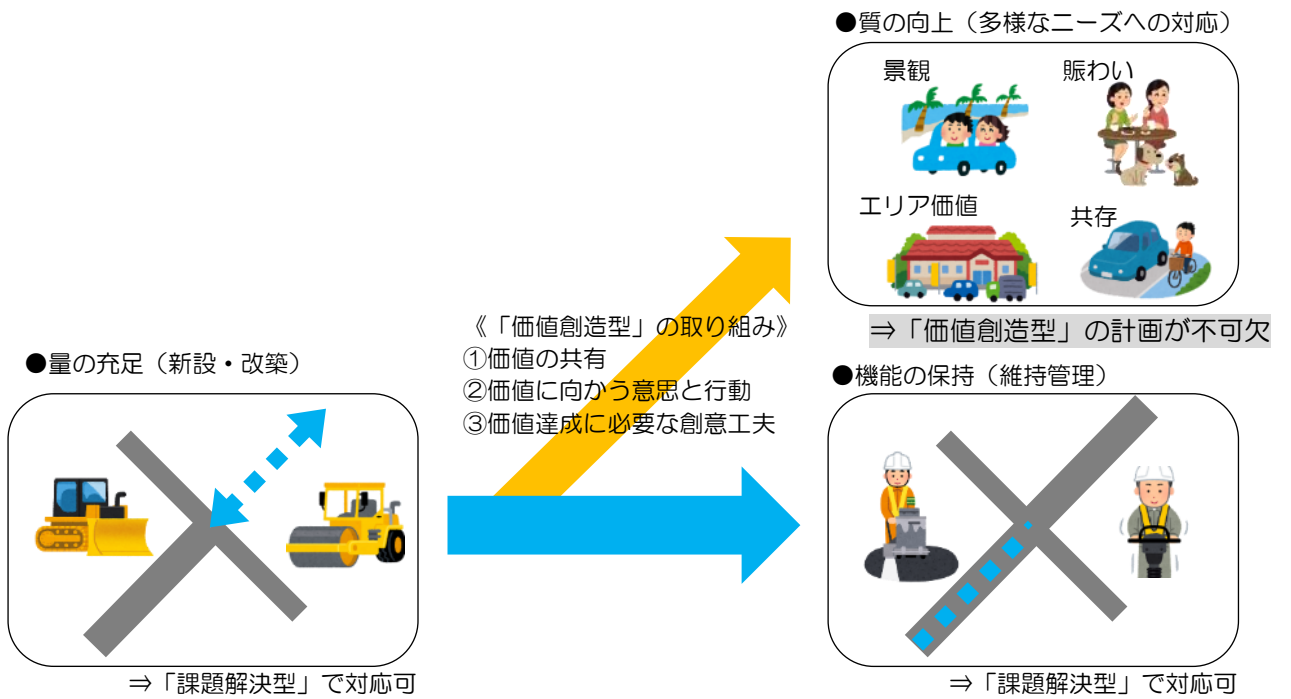 ●質の向上（多様なニーズへの対応）
景観
賑わい
エリア価値
共存
⇒「価値創造型」の計画が不可欠
《「価値創造型」の取り組み》
①価値の共有
②価値に向かう意思と行動
③価値達成に必要な創意工夫
●量の充足（新設・改築）
⇒「課題解決型」で対応可
●機能の保持（維持管理）
⇒「課題解決型」で対応可